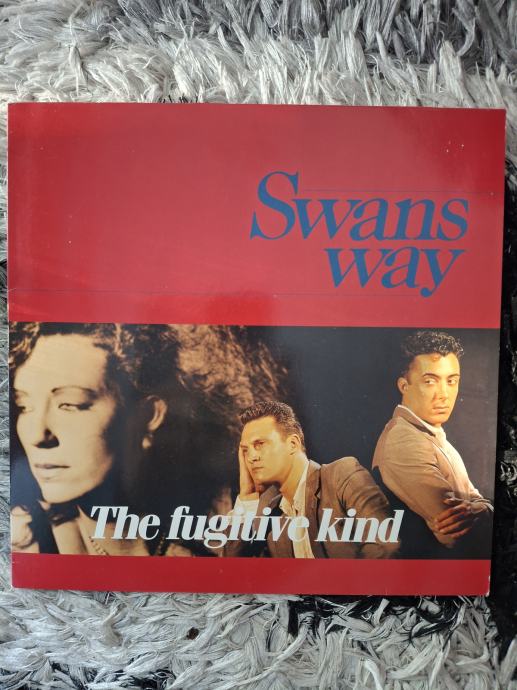 Swans
way
The fugitive kind